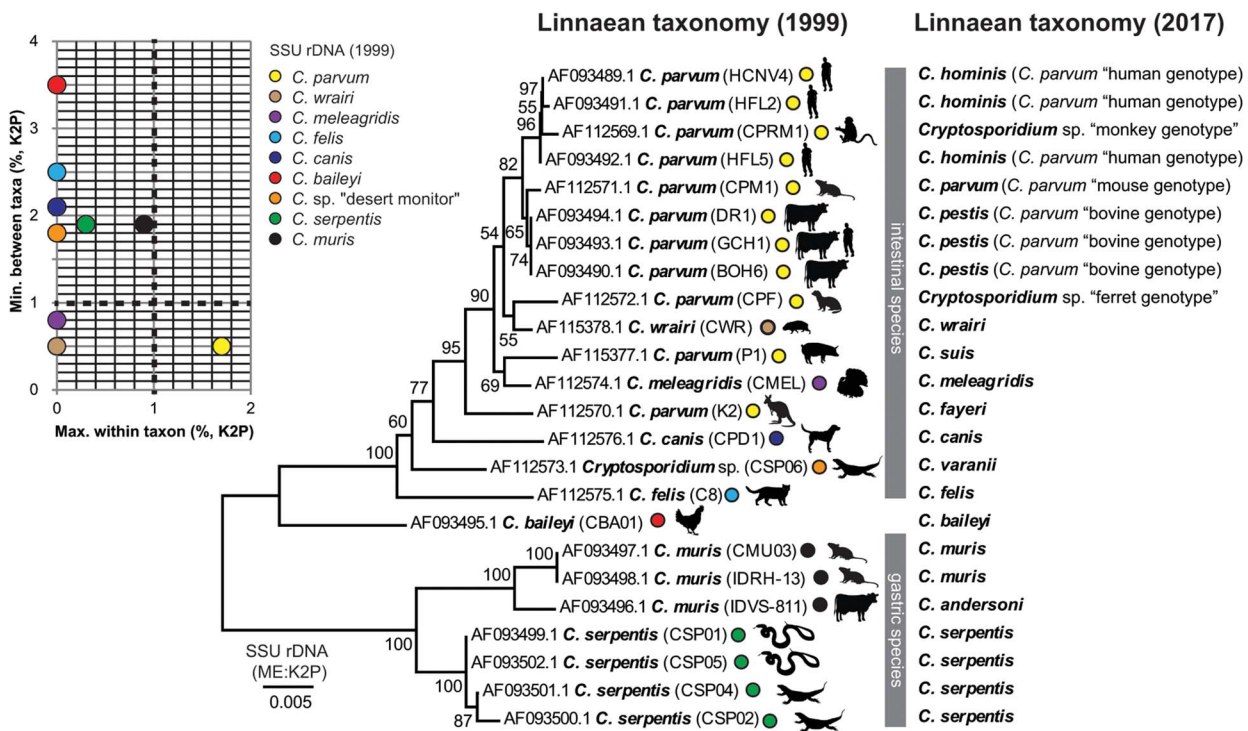 Linnaean taxonomy (1999)
Linnaean taxonomy (2017)
4
3
2
1
0
0
1
2
Min. between taxa (%, K2P)
Max. within taxon (%, K2P)
SSU rDNA (1999)
C. parvum
C. wrairi
C. meleagridis
C. felis
C. canis
C. baileyi
C. sp. "desert monitor"
C. serpentis
C. muris
AF093489.1 C. parvum (HCNV4)
C. hominis (C. parvum “human genotype)
AF093491.1 C. parvum (HFL2)
C. hominis (C. parvum “human genotype)
AF112569.1 C. parvum (CPRM1)
Cryptosporidium sp. “monkey genotype”
AF093492.1 C. parvum (HFL5)
C. hominis (C. parvum “human genotype)
AF112571.1 C. parvum (CPM1)
C. parvum (C. parvum “mouse genotype)
AF093494.1 C. parvum (DR1)
C. pestis (C. parvum “bovine genotype)
AF093493.1 C. parvum (GCH1)
C. pestis (C. parvum “bovine genotype)
AF093490.1 C. parvum (BOH6)
C. pestis (C. parvum “bovine genotype)
AF112572.1 C. parvum (CPF)
Cryptosporidium sp. “ferret genotype”
AF115378.1 C. wrairi (CWR)
C. wrairi
AF115377.1 C. parvum (P1)
C. suis
AF112574.1 C. meleagridis (CMEL)
C. meleagridis
AF112570.1 C. parvum (K2)
C. fayeri
AF112576.1 C. canis (CPD1)
C. canis
AF112573.1 Cryptosporidium sp. (CSP06)
C. varanii
AF112575.1 C. felis (C8)
C. felis
AF093495.1 C. baileyi (CBA01)
C. baileyi
AF093497.1 C. muris (CMU03)
C. muris
AF093498.1 C. muris (IDRH-13)
C. muris
AF093496.1 C. muris (IDVS-811)
C. andersoni
AF093499.1 C. serpentis (CSP01)
C. serpentis
AF093502.1 C. serpentis (CSP05)
C. serpentis
AF093501.1 C. serpentis (CSP04)
C. serpentis
AF093500.1 C. serpentis (CSP02)
C. serpentis
intestinal species
gastric species
97
55
96
82
54
65
74
90
55
95
69
77
60
100
100
100
100
100
87
SSU rDNA
(ME:K2P)
0.005